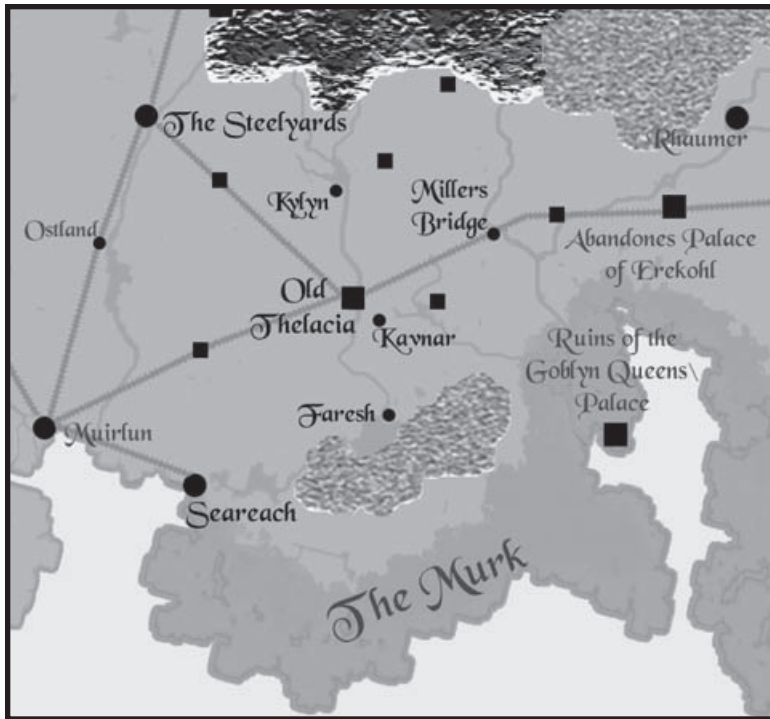 The Steelyards
Rhaumer
Kylyn
Millers
Bridge
Ostland
Abandones Palace
of Erekohl
Old
Thelacia
Kaynar
Ruins of the
Goblyn Queens\
Palace
Faresh
Muirlun
Seareach
The Murk